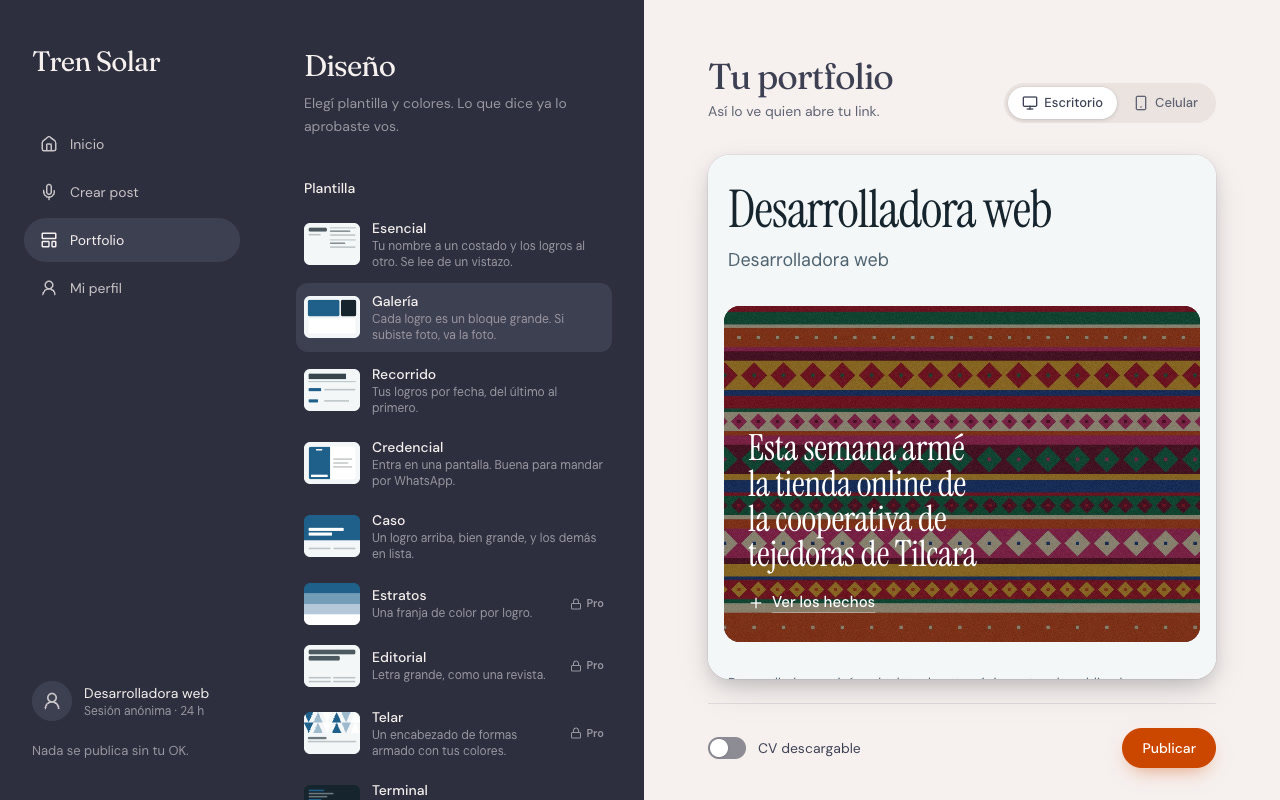 Tren Solar
Inicio
Crear post
Portfolio
Mi perfil
Desarrolladora web
Sesión anónima · 24 h
Nada se publica sin tu OK.
Diseño
Elegí plantilla y colores. Lo que dice ya lo
aprobaste vos.
Plantilla
Esencial
Tu nombre a un costado y los logros al
otro. Se lee de un vistazo.
Galería
Cada logro es un bloque grande. Si
subiste foto, va la foto.
Recorrido
Tus logros por fecha, del último al
primero.
Credencial
Entra en una pantalla. Buena para mandar
por WhatsApp.
Caso
Un logro arriba, bien grande, y los demás
en lista.
Estratos
Una franja de color por logro.
Pro
Editorial
Letra grande, como una revista.
Pro
Telar
Un encabezado de formas
armado con tus colores.
Pro
Terminal
Tu portfolio
Así lo ve quien abre tu link.
Escritorio
Celular
Desarrolladora web
Desarrolladora web
Esta semana armé
la tienda online de
la cooperativa de
tejedoras de Tilcara
Ver los hechos
CV descargable
Publicar